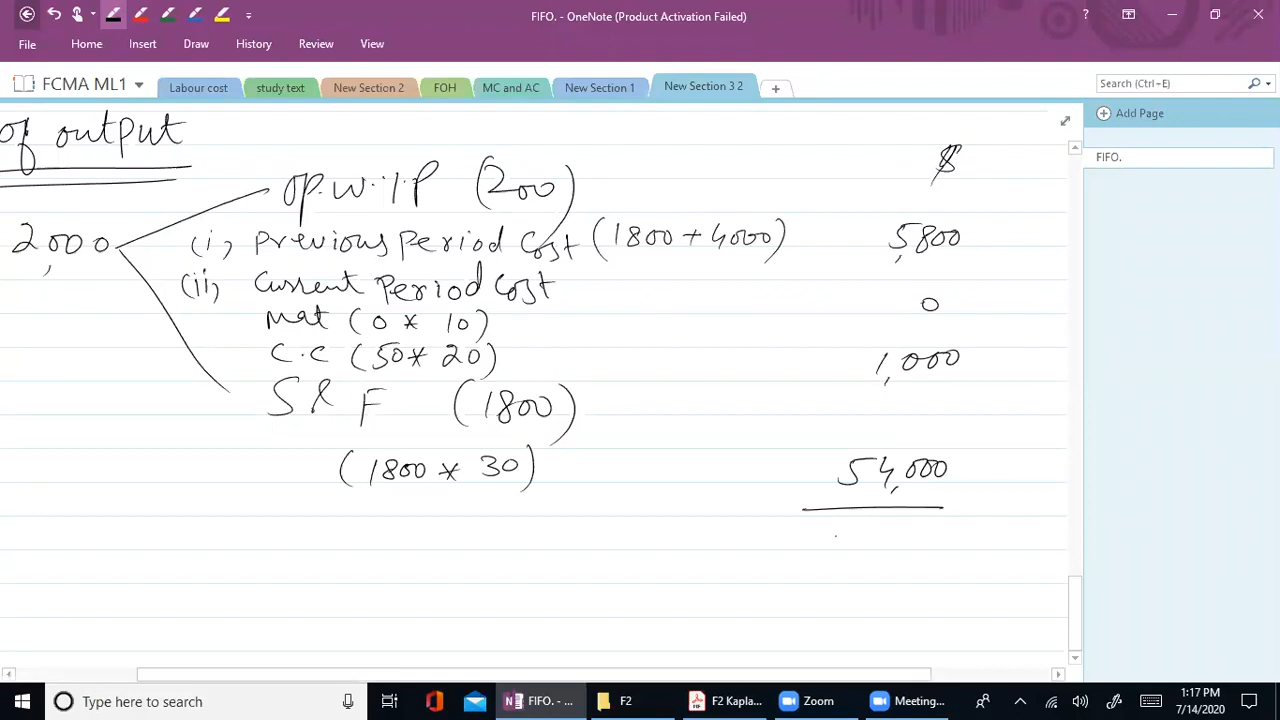 FIFO. - OneNote (Product Activation Failed)
File Home Insert Draw History Review View
FCMA ML1 Labour cost study text New Section 2 FOH MC and AC New Section 1 New Section 3 2 Search (Ctrl+E)
Add Page
FIFO.
of output
$
OP.W.I.P (200)
2,000 (i), Previous Period Cost (1800 + 4000) 5,800
(ii), Current Period Cost
Mat (0 * 10) 0
C.C (50 * 20) 1,000
S & F (1800)
(1800 * 30) 54,000
Type here to search FIFO. - ... F2 F2 Kapla... Zoom Meeting... 1:17 PM
7/14/2020